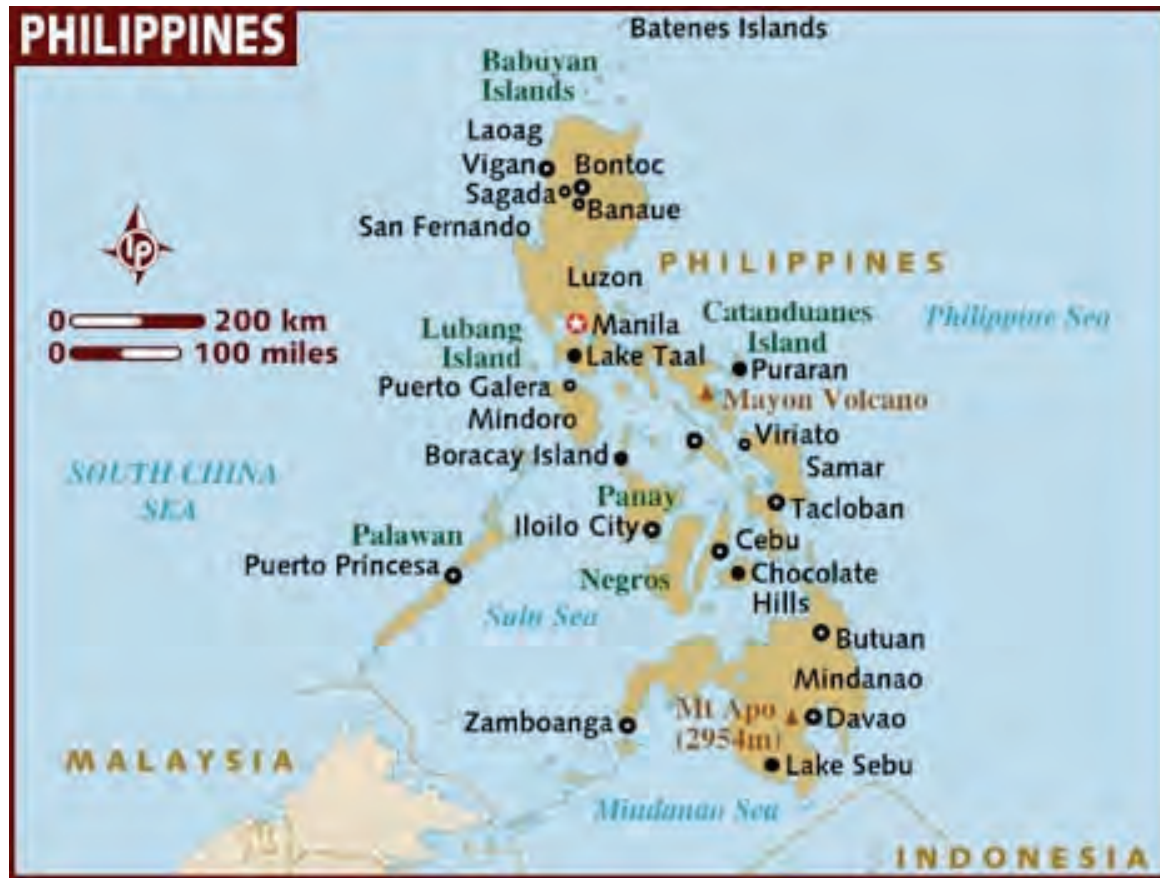 PHILIPPINES
Batenes Islands
Babuyan
Islands
Laoag
Vigan
Bontoc
Sagada
Banaue
San Fernando
PHILIPPINES
Luzon
LP
0 200 km
0 100 miles
Philippine Sea
Catanduanes
Island
Manila
Lubang
Island
Lake Taal
Puraran
Puerto Galera
Mayon Volcano
Mindoro
Viriato
Boracay Island
Samar
SOUTH CHINA
SEA
Panay
Tacloban
Iloilo City
Palawan
Cebu
Puerto Princesa
Chocolate
Hills
Negros
Sulu Sea
Butuan
Mindanao
Mt Apo
(2954m)
Davao
Zamboanga
MALAYSIA
Lake Sebu
Mindanao Sea
INDONESIA